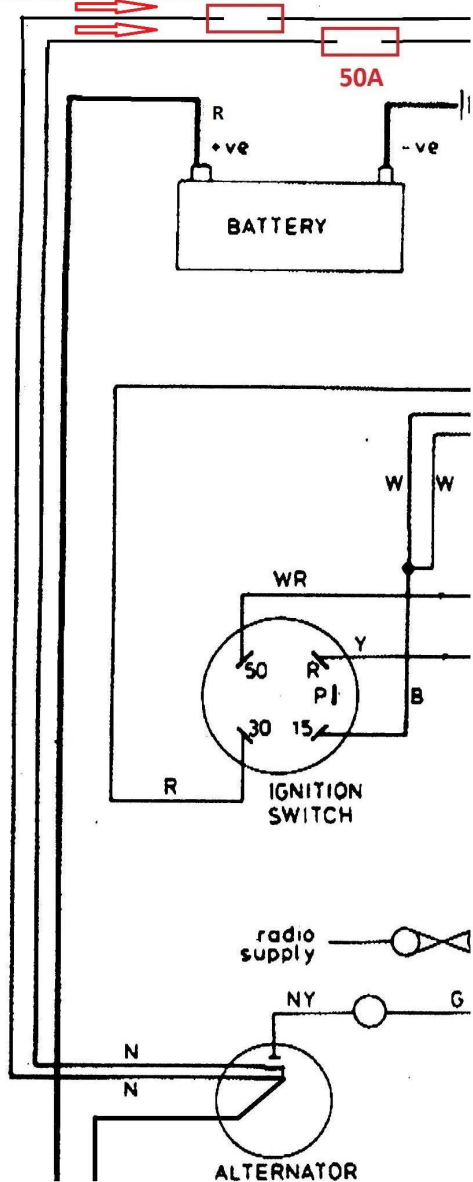 50A
R
+ve
-ve
BATTERY
W W
WR
Y
50 R
P
B
30 15
R
IGNITION
SWITCH
radio
supply
NY G
N
N
ALTERNATOR